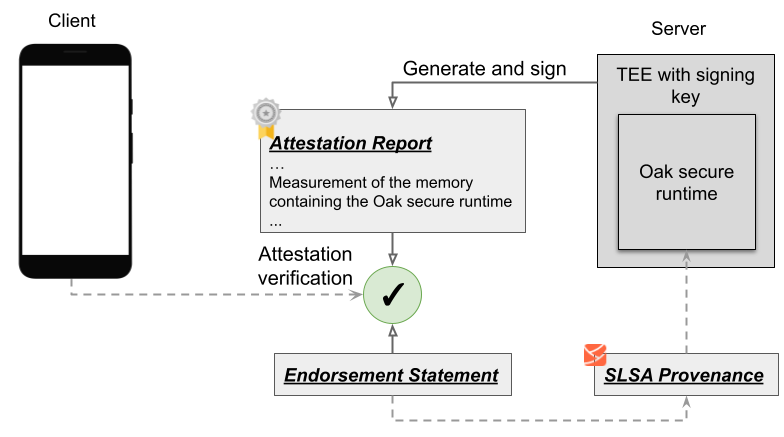 Client
Server
Generate and sign
TEE with signing
key
Attestation Report
...
Measurement of the memory
containing the Oak secure runtime
...
Oak secure
runtime
Attestation
verification
✓
Endorsement Statement
SLSA Provenance